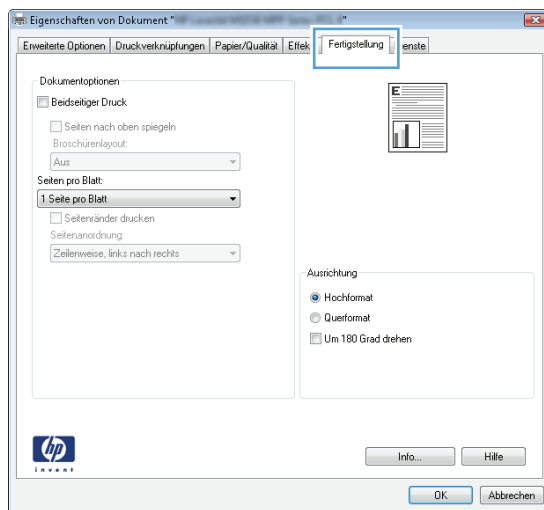 Eigenschaften von Dokument "
Erweiterte Optionen Druckverknüpfungen Papier/Qualität Effek Fertigstellung enste
Dokumentoptionen
Beidseitiger Druck
Seiten nach oben spiegeln
Broschürenlayout:
Aus
Seiten pro Blatt:
1 Seite pro Blatt
Seitenränder drucken
Seitenanordnung:
Zeilenweise, links nach rechts
E
Ausrichtung
Hochformat
Querformat
Um 180 Grad drehen
hp
invent
Info... Hilfe
OK Abbrechen